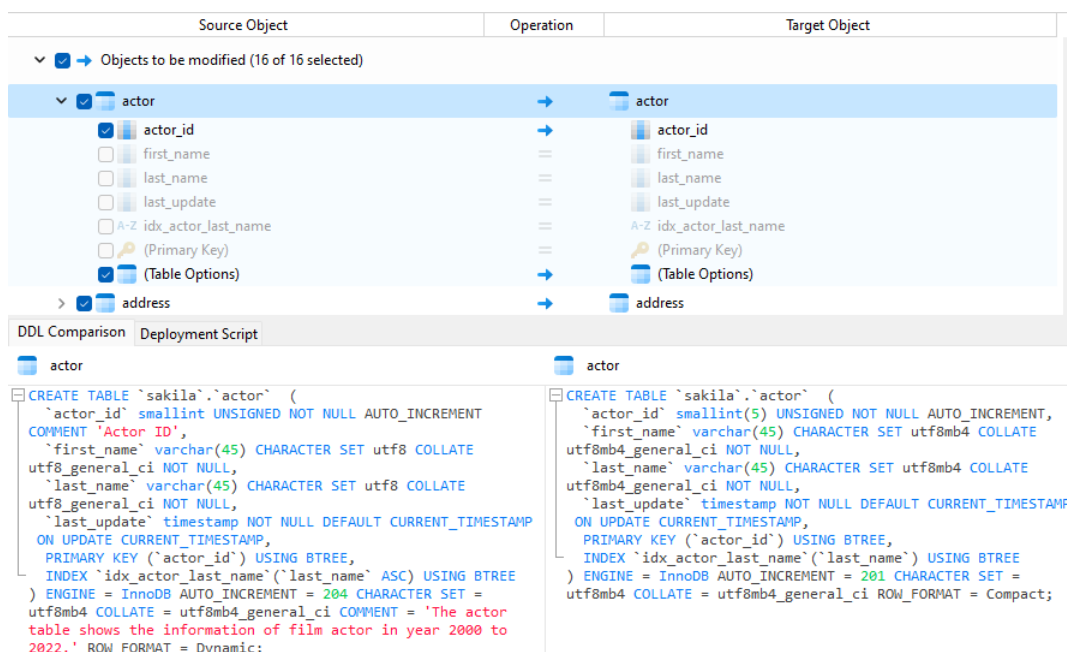 Source Object Operation Target Object
Objects to be modified (16 of 16 selected)
actor actor
actor_id actor_id
first_name = first_name
last_name = last_name
last_update = last_update
A-Z idx_actor_last_name = A-Z idx_actor_last_name
(Primary Key) = (Primary Key)
(Table Options) (Table Options)
address address
DDL Comparison Deployment Script
actor
CREATE TABLE `sakila`.`actor`  (
  `actor_id` smallint UNSIGNED NOT NULL AUTO_INCREMENT
COMMENT 'Actor ID',
  `first_name` varchar(45) CHARACTER SET utf8 COLLATE
utf8_general_ci NOT NULL,
  `last_name` varchar(45) CHARACTER SET utf8 COLLATE
utf8_general_ci NOT NULL,
  `last_update` timestamp NOT NULL DEFAULT CURRENT_TIMESTAMP
ON UPDATE CURRENT_TIMESTAMP,
  PRIMARY KEY (`actor_id`) USING BTREE,
  INDEX `idx_actor_last_name`(`last_name` ASC) USING BTREE
) ENGINE = InnoDB AUTO_INCREMENT = 204 CHARACTER SET =
utf8mb4 COLLATE = utf8mb4_general_ci COMMENT = 'The actor
table shows the information of film actor in year 2000 to
2022.' ROW_FORMAT = Dynamic;
actor
CREATE TABLE `sakila`.`actor`  (
  `actor_id` smallint(5) UNSIGNED NOT NULL AUTO_INCREMENT,
  `first_name` varchar(45) CHARACTER SET utf8mb4 COLLATE
utf8mb4_general_ci NOT NULL,
  `last_name` varchar(45) CHARACTER SET utf8mb4 COLLATE
utf8mb4_general_ci NOT NULL,
  `last_update` timestamp NOT NULL DEFAULT CURRENT_TIMESTAMP
ON UPDATE CURRENT_TIMESTAMP,
  PRIMARY KEY (`actor_id`) USING BTREE,
  INDEX `idx_actor_last_name`(`last_name`) USING BTREE
) ENGINE = InnoDB AUTO_INCREMENT = 201 CHARACTER SET =
utf8mb4 COLLATE = utf8mb4_general_ci ROW_FORMAT = Compact;